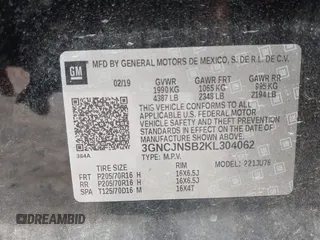 GM
MFD BY GENERAL MOTORS DE MEXICO, S. DE R.L. DE C.V.
02/19 GVWR GAWR FRT GAWR RR
1990 KG 1065 KG 995 KG
4387 LB 2348 LB 2194 LB
THIS VEHICLE CONFORMS TO ALL APPLICABLE U.S.
FEDERAL MOTOR VEHICLE SAFETY, BUMPER, AND
THEFT PREVENTION STANDARDS IN EFFECT ON THE
DATE OF MANUFACTURE SHOWN ABOVE.
3GNCJNSB2KL304062
384A TYPE: M.P.V. MODEL:
TIRE SIZE RIM
FRT P205/70R16 H 16X6.5J
RR P205/70R16 H 16X6.5J
SPA T125/70D16 M 16X4T
DREAMBID